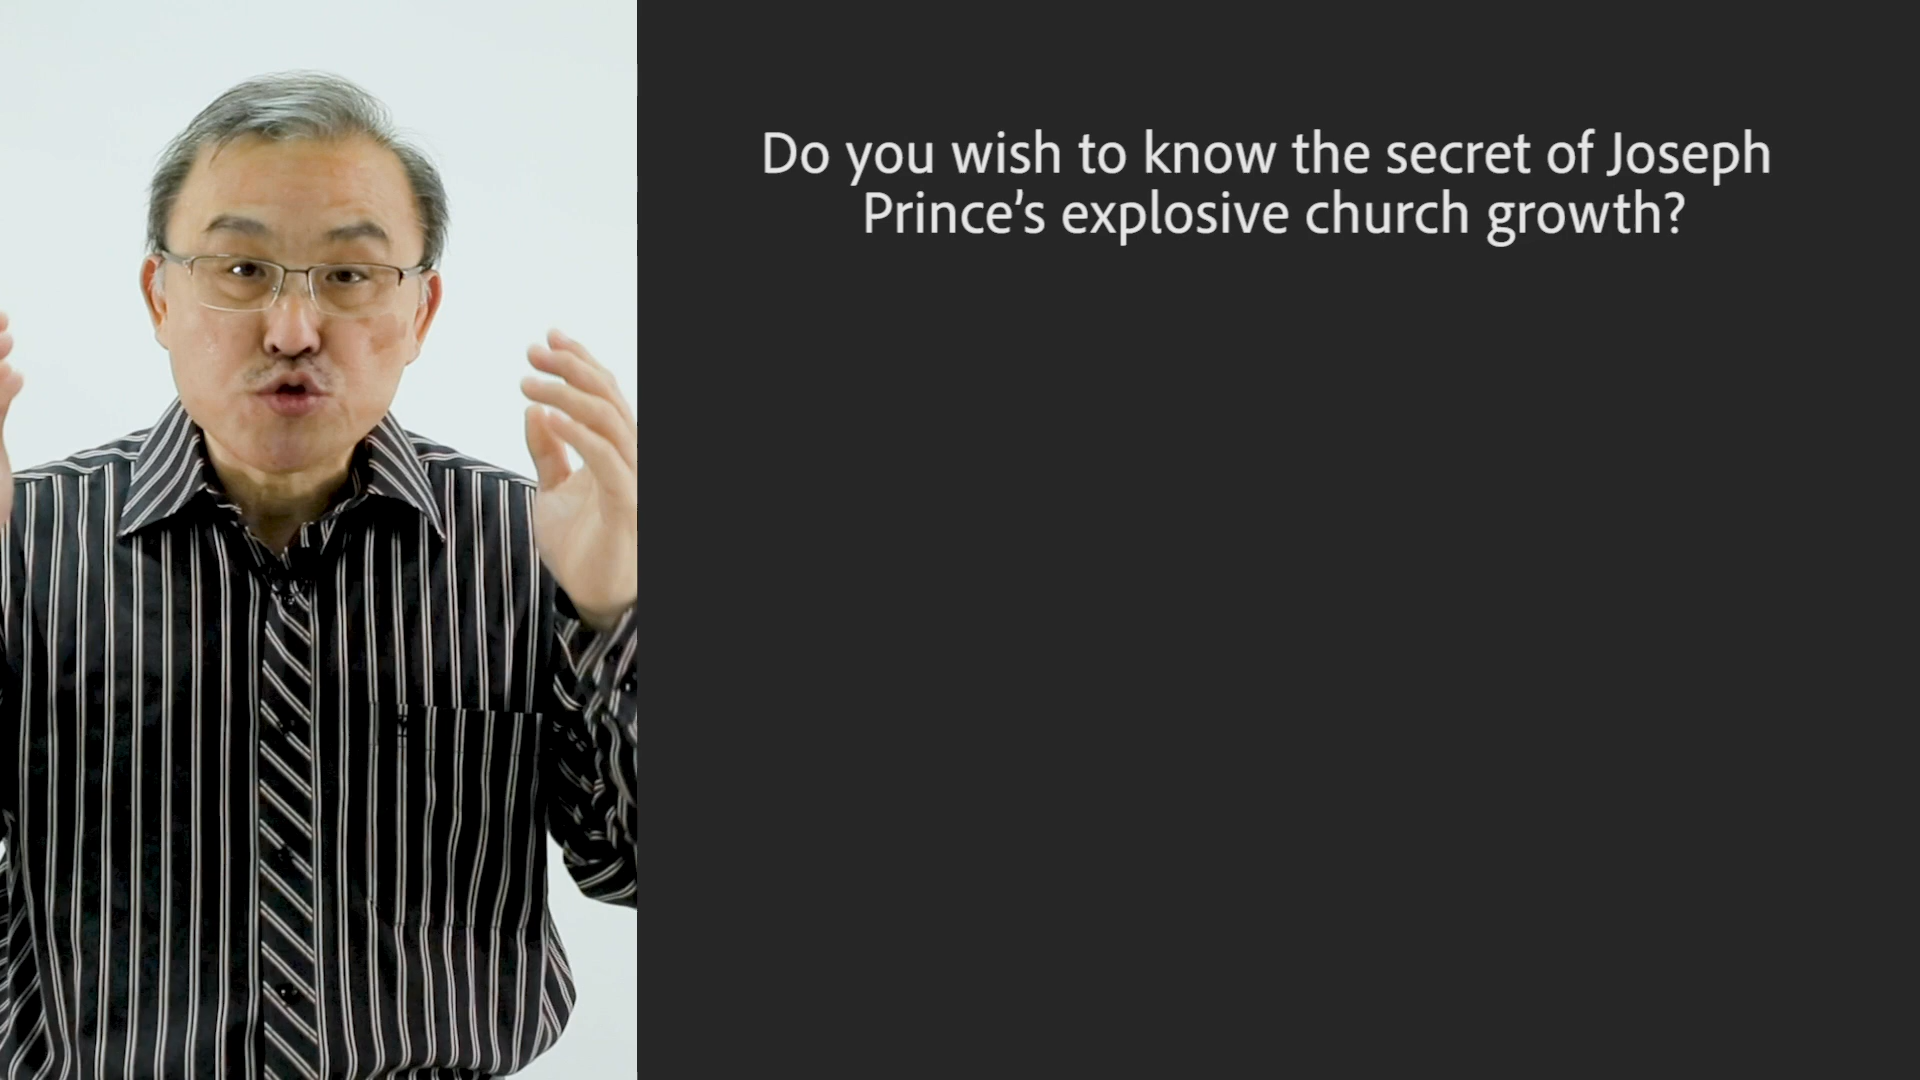 Do you wish to know the secret of Joseph
Prince’s explosive church growth?